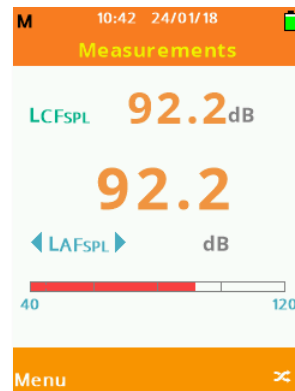 M 10:42 24/01/18
Measurements
LCFSPL 92.2dB
92.2
LAFSPL dB
40 120
Menu